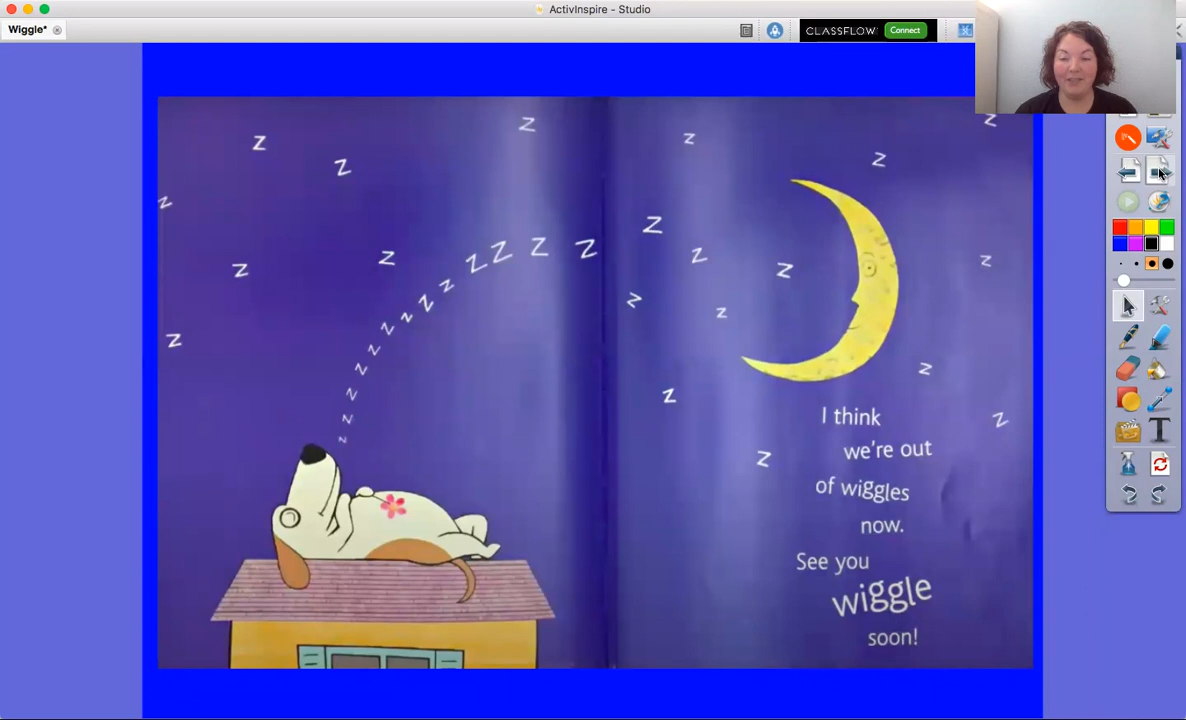 ActivInspire - Studio
Wiggle*
CLASSFLOW Connect
z z z z z z z z z z z z z z z z z z z z z z z z z z z z z z z z z z z z
I think
we're out
of wiggles
now.
See you
wiggle
soon!
T